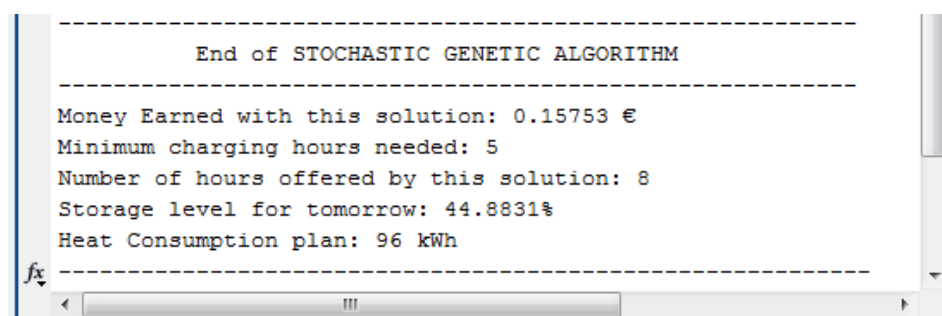 ------------------------------------------------------------
End of STOCHASTIC GENETIC ALGORITHM
------------------------------------------------------------
Money Earned with this solution: 0.15753 €
Minimum charging hours needed: 5
Number of hours offered by this solution: 8
Storage level for tomorrow: 44.8831%
Heat Consumption plan: 96 kWh
fx -------------------------------------------------------------